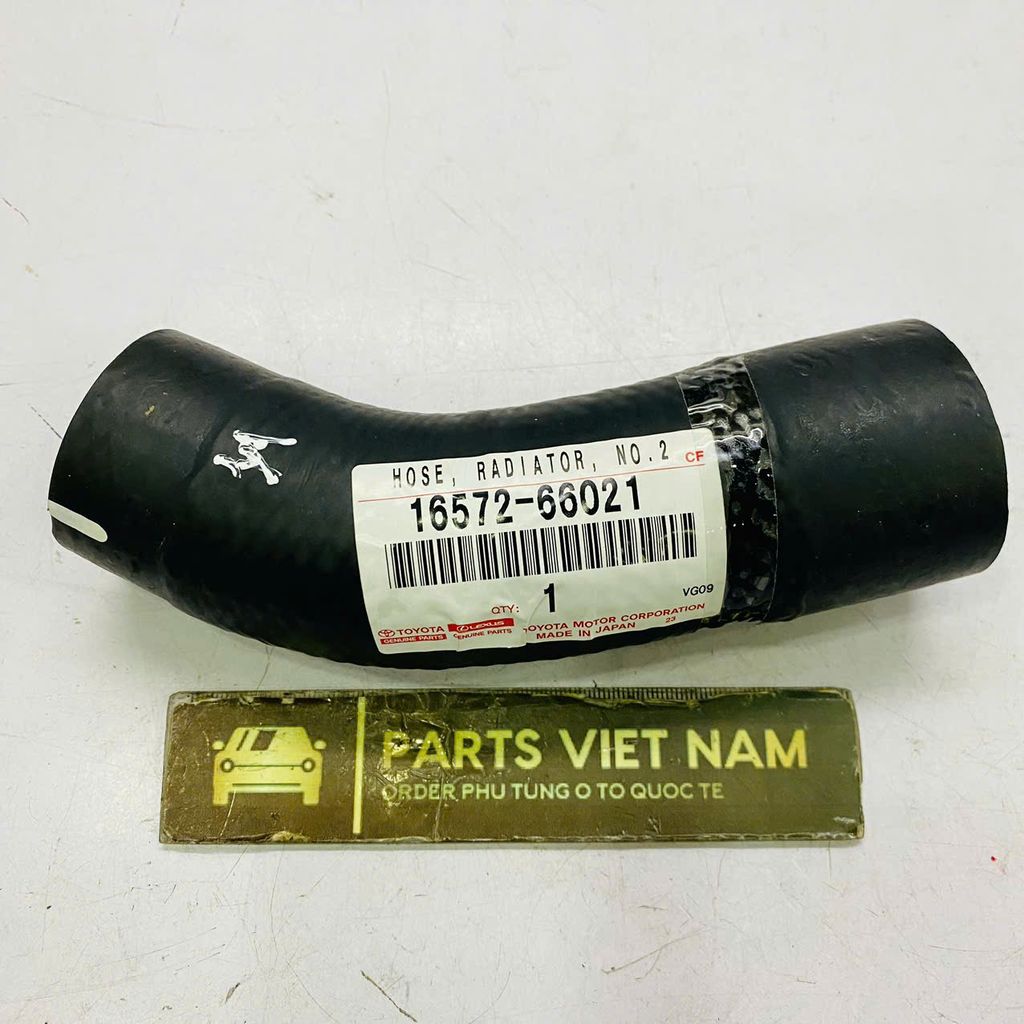 HOSE, RADIATOR, NO.2 CF
16572-66021
VG09
QTY: 1
TOYOTA LEXUS TOYOTA MOTOR CORPORATION
GENUINE PARTS GENUINE PARTS MADE IN JAPAN 23
PARTS VIET NAM
ORDER PHU TUNG O TO QUOC TE